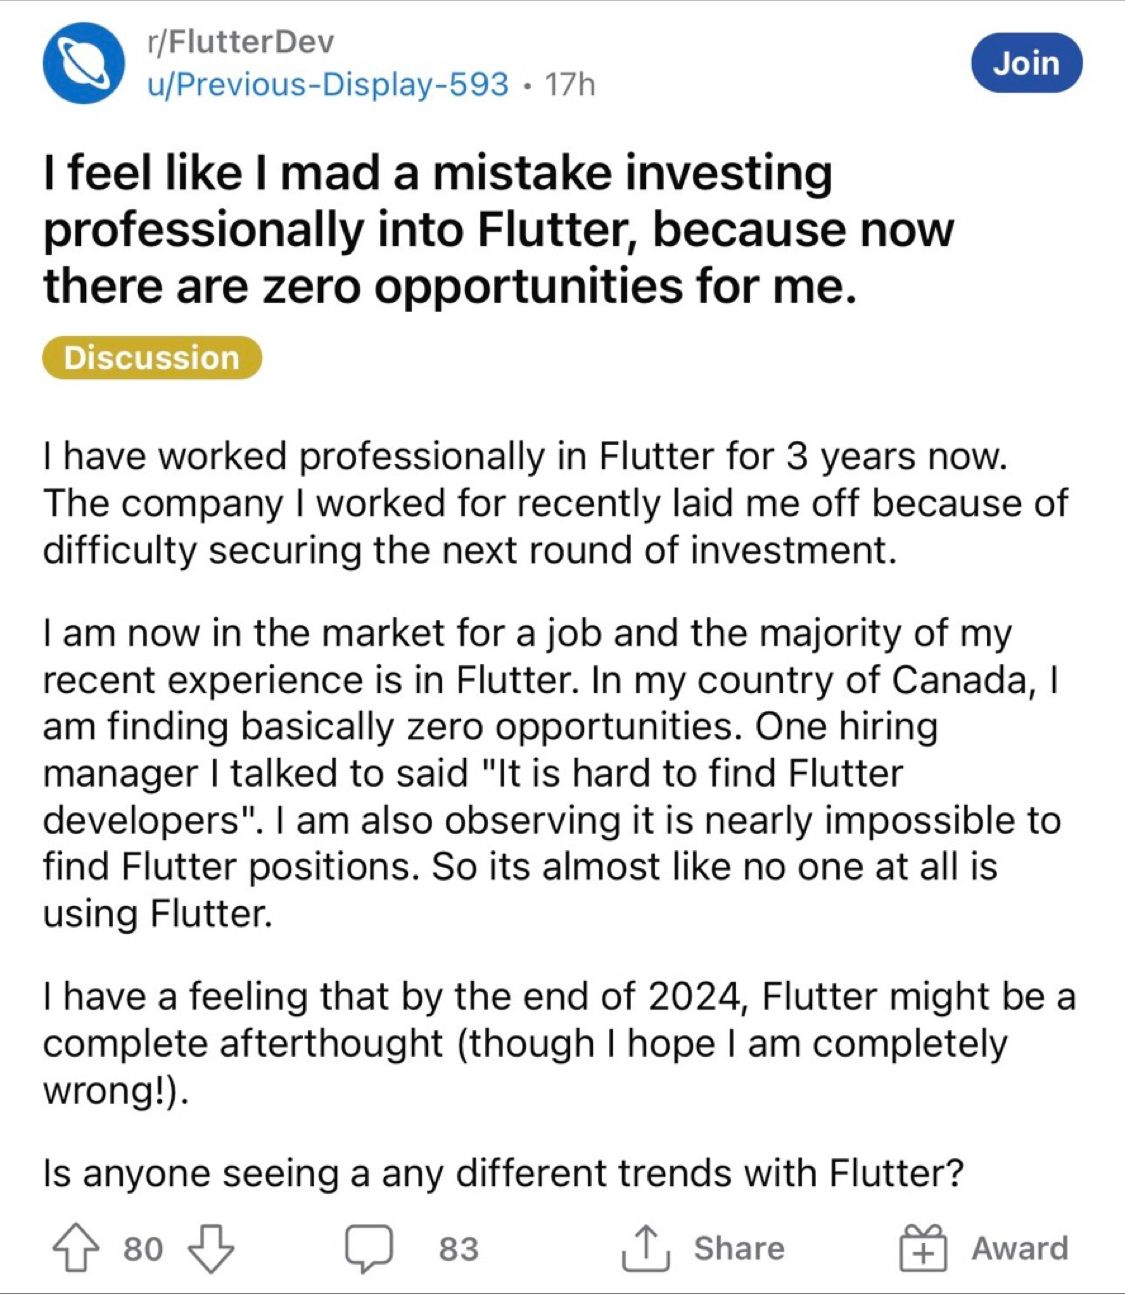 r/FlutterDev
u/Previous-Display-593 • 17h
Join
I feel like I mad a mistake investing
professionally into Flutter, because now
there are zero opportunities for me.
Discussion
I have worked professionally in Flutter for 3 years now.
The company I worked for recently laid me off because of
difficulty securing the next round of investment.
I am now in the market for a job and the majority of my
recent experience is in Flutter. In my country of Canada, I
am finding basically zero opportunities. One hiring
manager I talked to said "It is hard to find Flutter
developers". I am also observing it is nearly impossible to
find Flutter positions. So its almost like no one at all is
using Flutter.
I have a feeling that by the end of 2024, Flutter might be a
complete afterthought (though I hope I am completely
wrong!).
Is anyone seeing a any different trends with Flutter?
80 83 Share Award